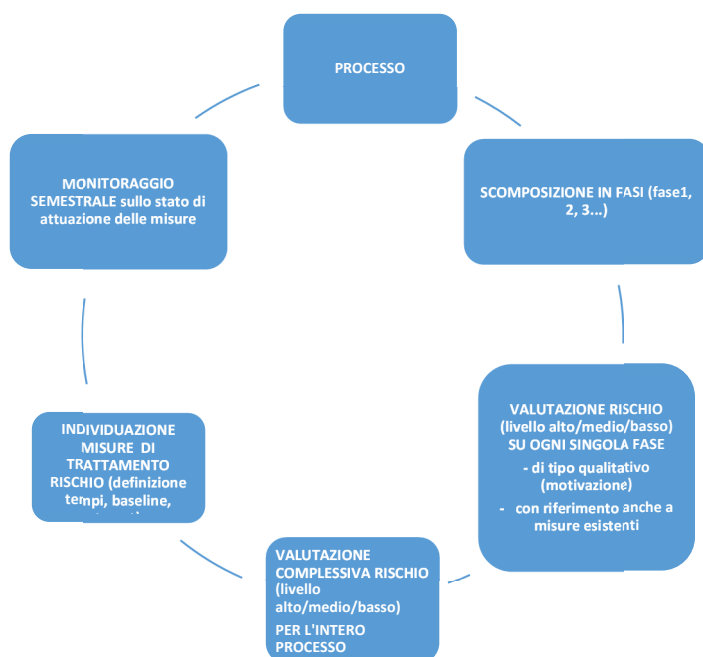 PROCESSO
SCOMPOSIZIONE IN FASI (fase1,
2, 3...)
VALUTAZIONE RISCHIO
(livello alto/medio/basso)
SU OGNI SINGOLA FASE
- di tipo qualitativo
(motivazione)
- con riferimento anche a
misure esistenti
VALUTAZIONE
COMPLESSIVA RISCHIO
(livello
alto/medio/basso)
PER L'INTERO
PROCESSO
INDIVIDUAZIONE
MISURE DI
TRATTAMENTO
RISCHIO (definizione
tempi, baseline,
MONITORAGGIO
SEMESTRALE sullo stato di
attuazione delle misure